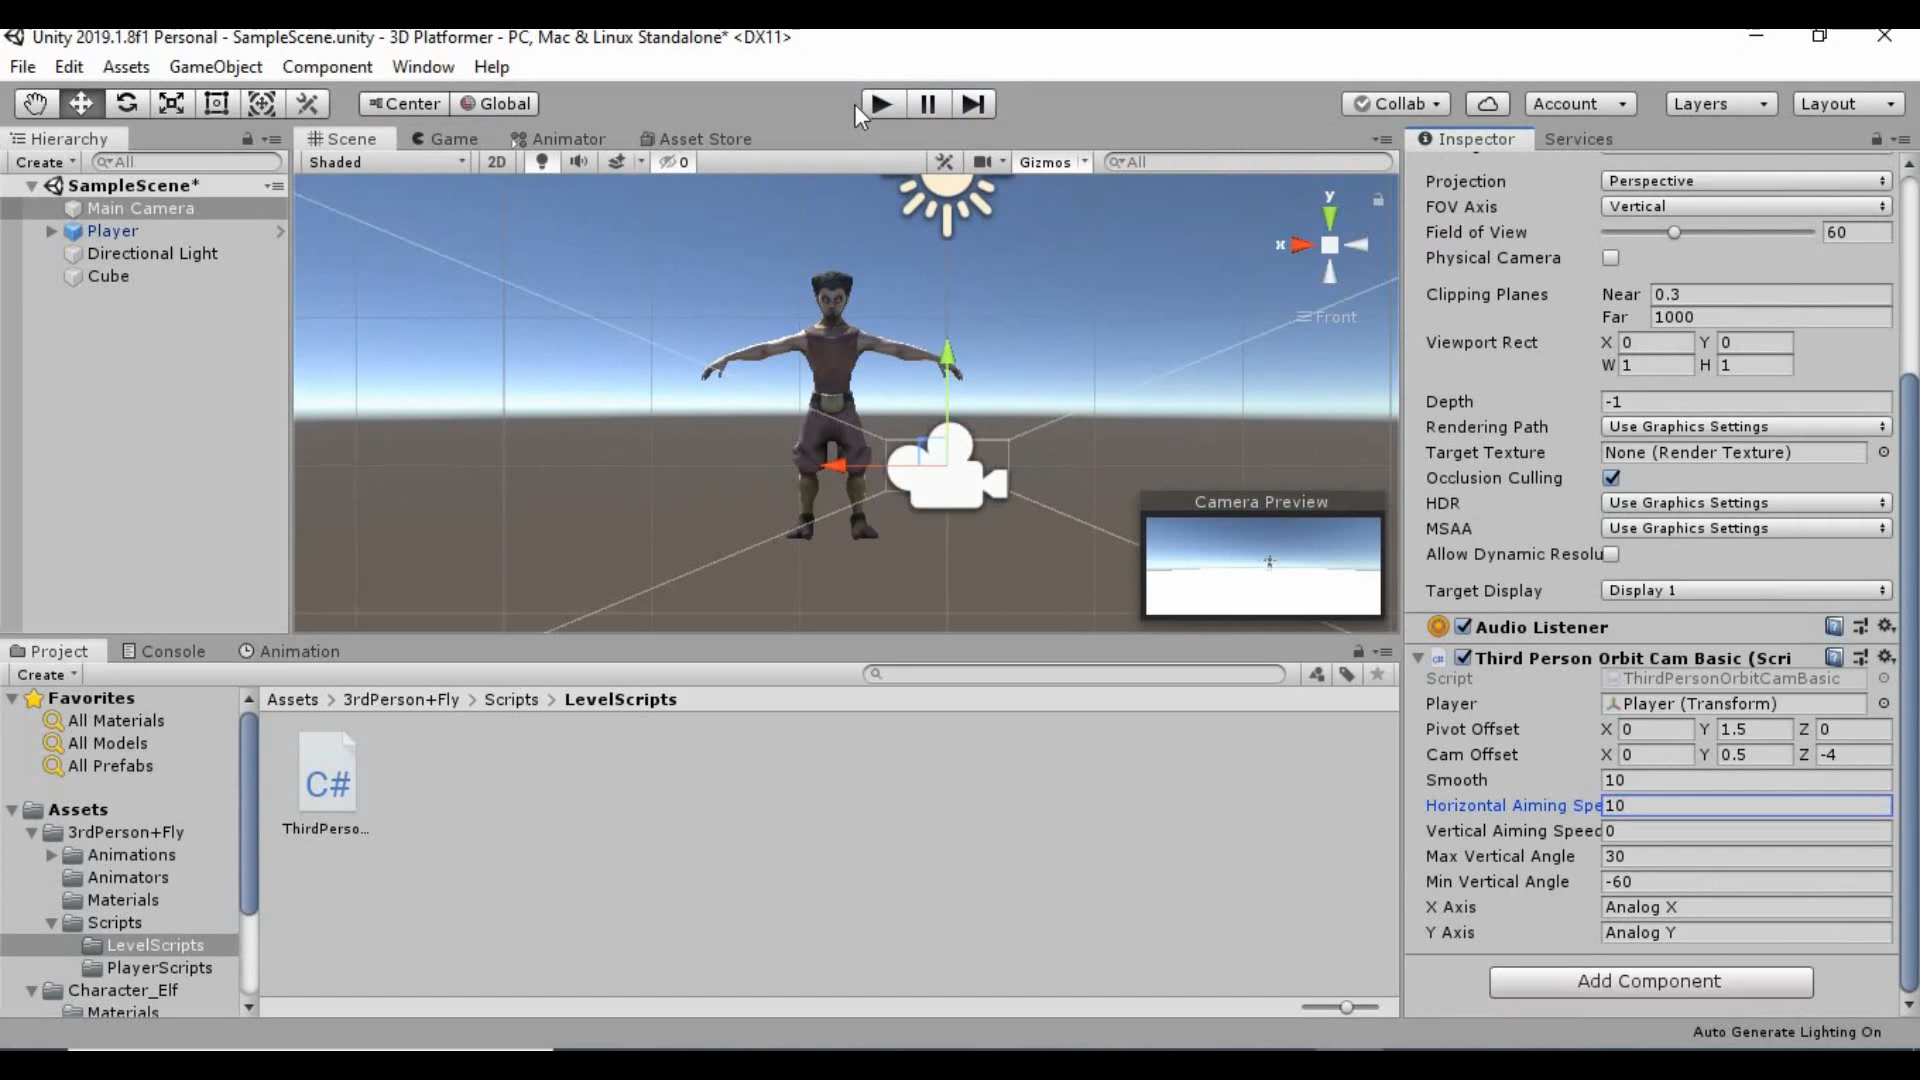 Unity 2019.1.8f1 Personal - SampleScene.unity - 3D Platformer - PC, Mac & Linux Standalone* <DX11>
File Edit Assets GameObject Component Window Help
Center Global Collab Account Layers Layout
Hierarchy
Create All
SampleScene*
Main Camera
Player
Directional Light
Cube
Scene Game Animator Asset Store
Shaded 2D 0 Gizmos All
y
x
Front
Camera Preview
Inspector Services
Projection Perspective
FOV Axis Vertical
Field of View 60
Physical Camera
Clipping Planes Near 0.3
Far 1000
Viewport Rect X 0 Y 0
W 1 H 1
Depth -1
Rendering Path Use Graphics Settings
Target Texture None (Render Texture)
Occlusion Culling
HDR Use Graphics Settings
MSAA Use Graphics Settings
Allow Dynamic Resolu
Target Display Display 1
Audio Listener
Third Person Orbit Cam Basic (Scri
Script ThirdPersonOrbitCamBasic
Player Player (Transform)
Pivot Offset X 0 Y 1.5 Z 0
Cam Offset X 0 Y 0.5 Z -4
Smooth 10
Horizontal Aiming Spe 10
Vertical Aiming Speed 0
Max Vertical Angle 30
Min Vertical Angle -60
X Axis Analog X
Y Axis Analog Y
Add Component
Project Console Animation
Create
Favorites
All Materials
All Models
All Prefabs
Assets
3rdPerson+Fly
Animations
Animators
Materials
Scripts
LevelScripts
PlayerScripts
Character_Elf
Materials
Assets > 3rdPerson+Fly > Scripts > LevelScripts
C#
ThirdPerso...
Auto Generate Lighting On